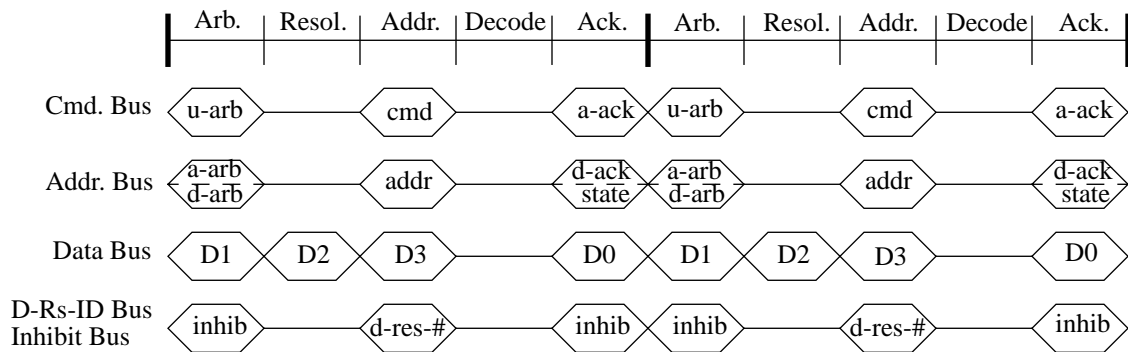 Arb. Resol. Addr. Decode Ack. Arb. Resol. Addr. Decode Ack.
Cmd. Bus u-arb cmd a-ack u-arb cmd a-ack
a-arb d-ack a-arb d-ack
Addr. Bus addr addr
d-arb state d-arb state
Data Bus D1 D2 D3 D0 D1 D2 D3 D0
D-Rs-ID Bus
Inhibit Bus inhib d-res-# inhib inhib d-res-# inhib